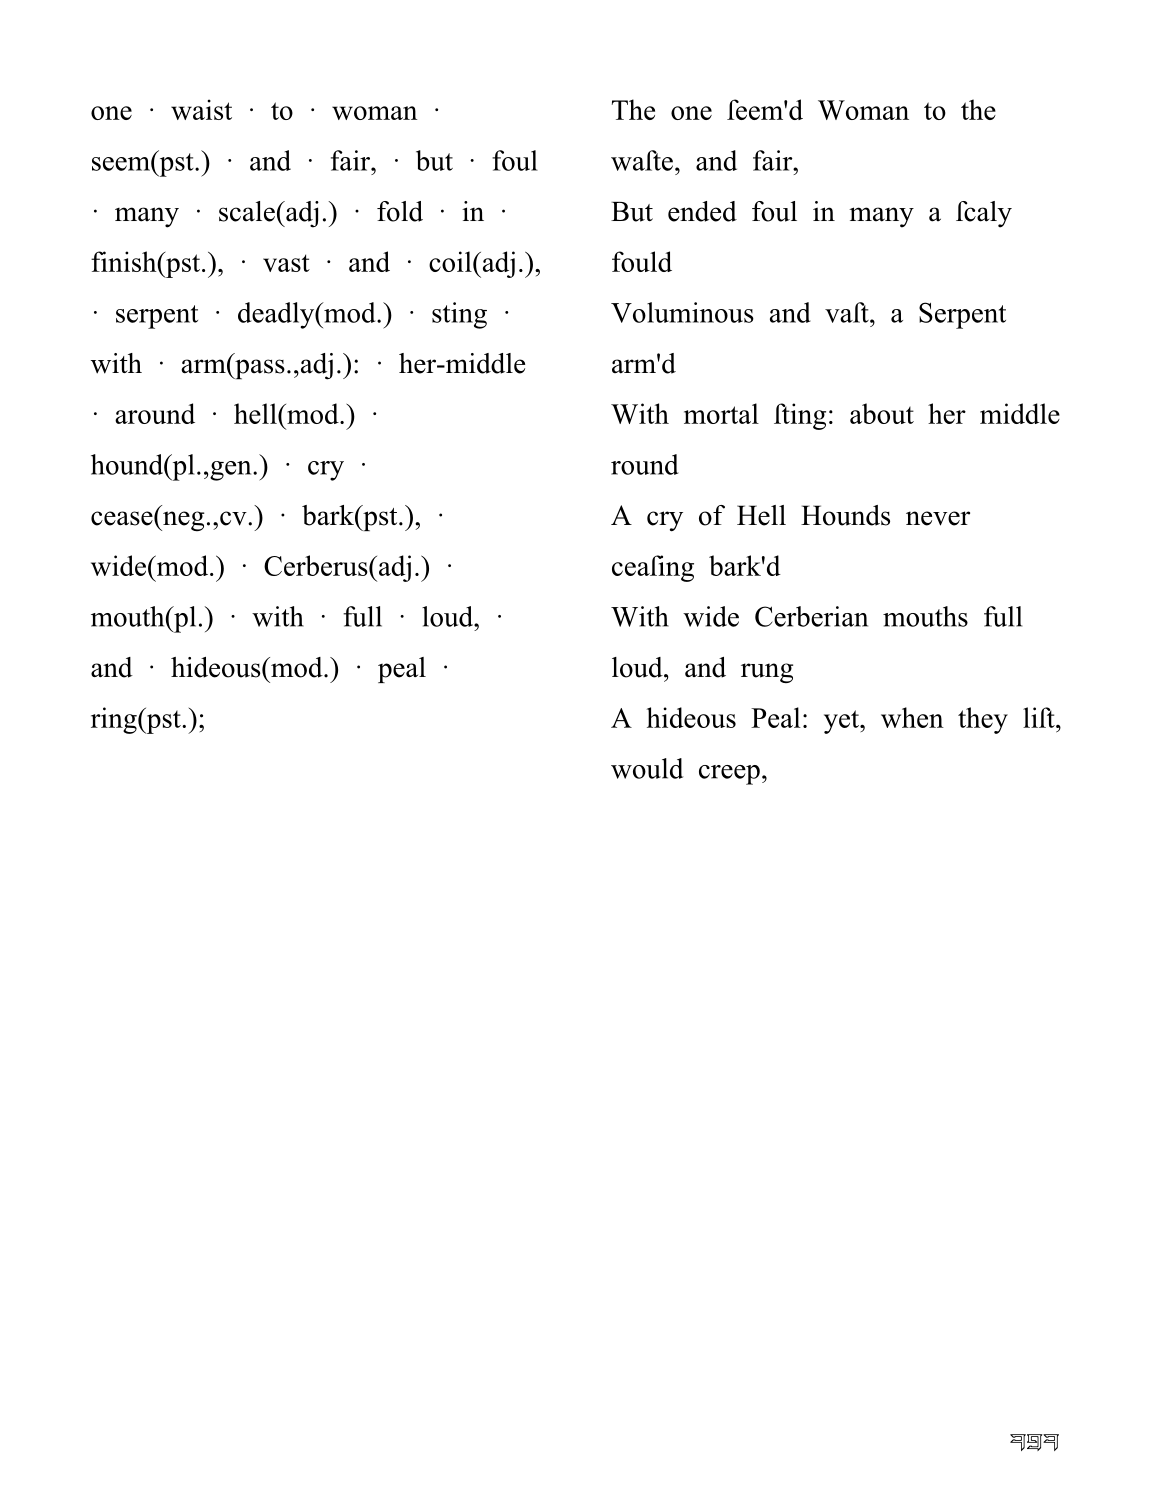 one · waist · to · woman ·
seem(pst.) · and · fair, · but · foul
· many · scale(adj.) · fold · in ·
finish(pst.), · vast · and · coil(adj.),
· serpent · deadly(mod.) · sting ·
with · arm(pass.,adj.): · her-middle
· around · hell(mod.) ·
hound(pl.,gen.) · cry ·
cease(neg.,cv.) · bark(pst.), ·
wide(mod.) · Cerberus(adj.) ·
mouth(pl.) · with · full · loud, ·
and · hideous(mod.) · peal ·
ring(pst.);
The one ſeem'd Woman to the
waſte, and fair,
But ended foul in many a ſcaly
fould
Voluminous and vaſt, a Serpent
arm'd
With mortal ſting: about her middle
round
A cry of Hell Hounds never
ceaſing bark'd
With wide Cerberian mouths full
loud, and rung
A hideous Peal: yet, when they liſt,
would creep,